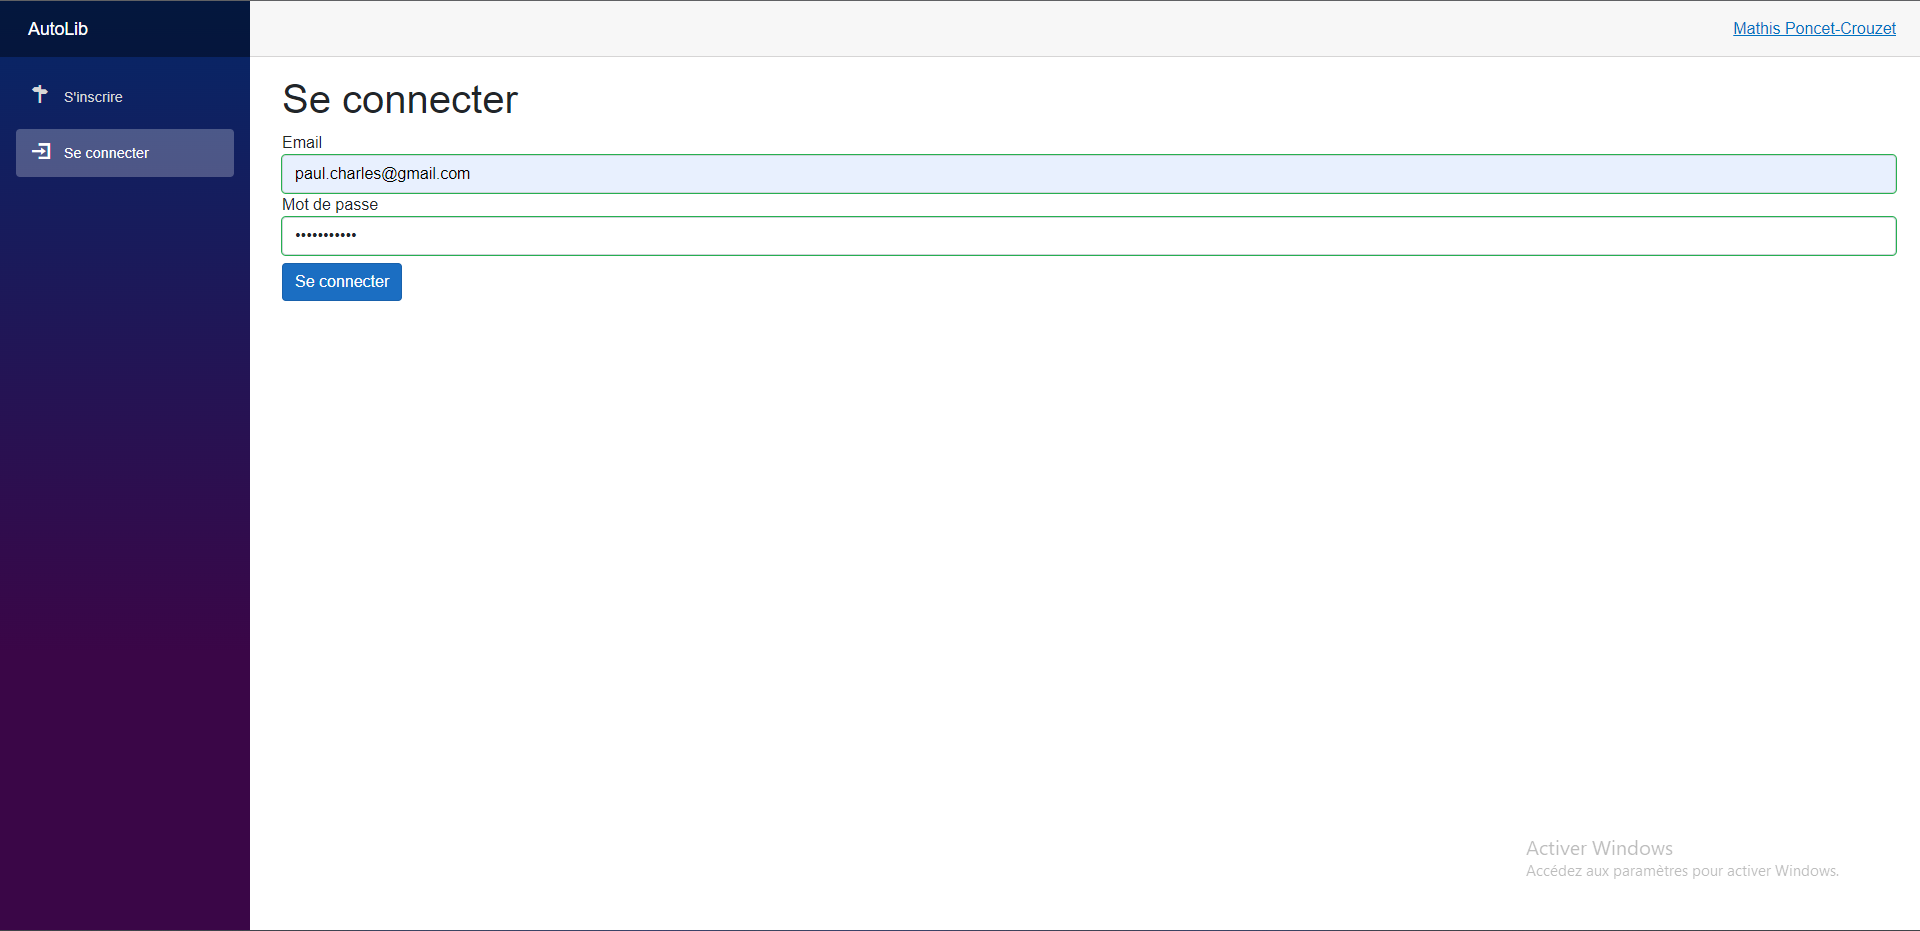 AutoLib
Mathis Poncet-Crouzet
S'inscrire
Se connecter
Se connecter
Email
paul.charles@gmail.com
Mot de passe
•••••••••••
Se connecter
Activer Windows
Accédez aux paramètres pour activer Windows.